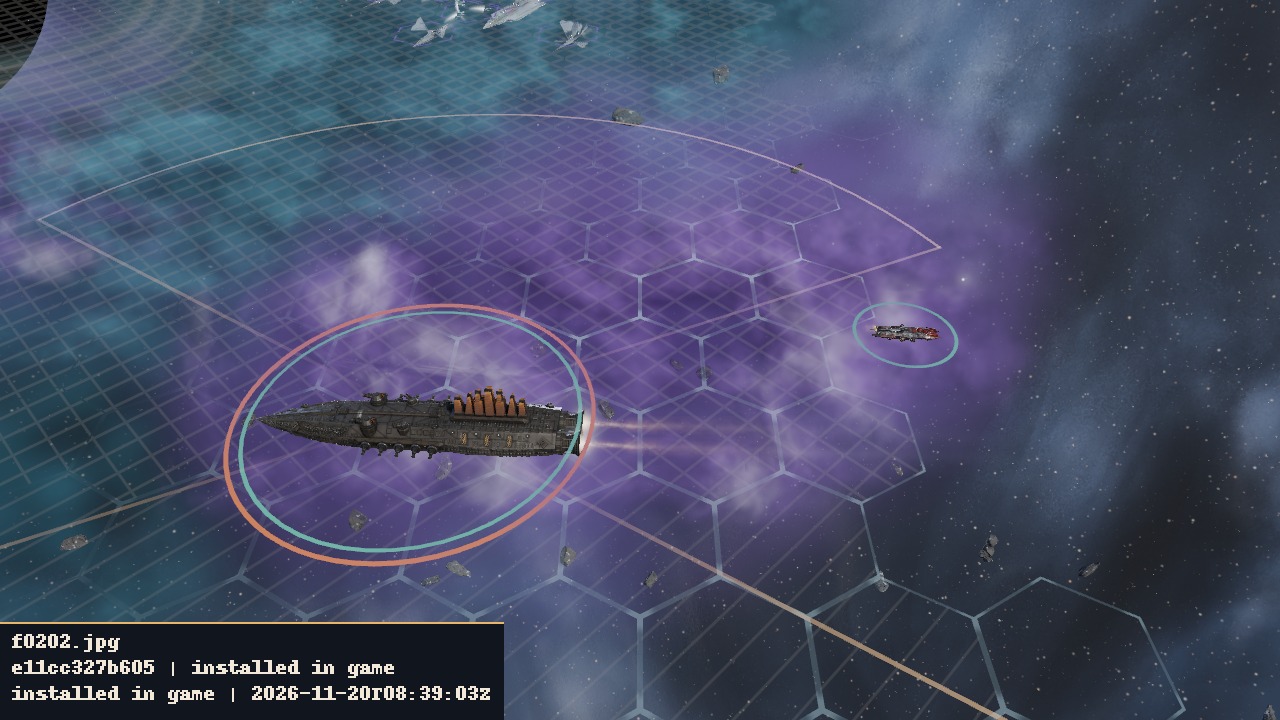 f0202.jpg
e11cc327b605 | installed in game
installed in game | 2026-11-20T08:39:03Z